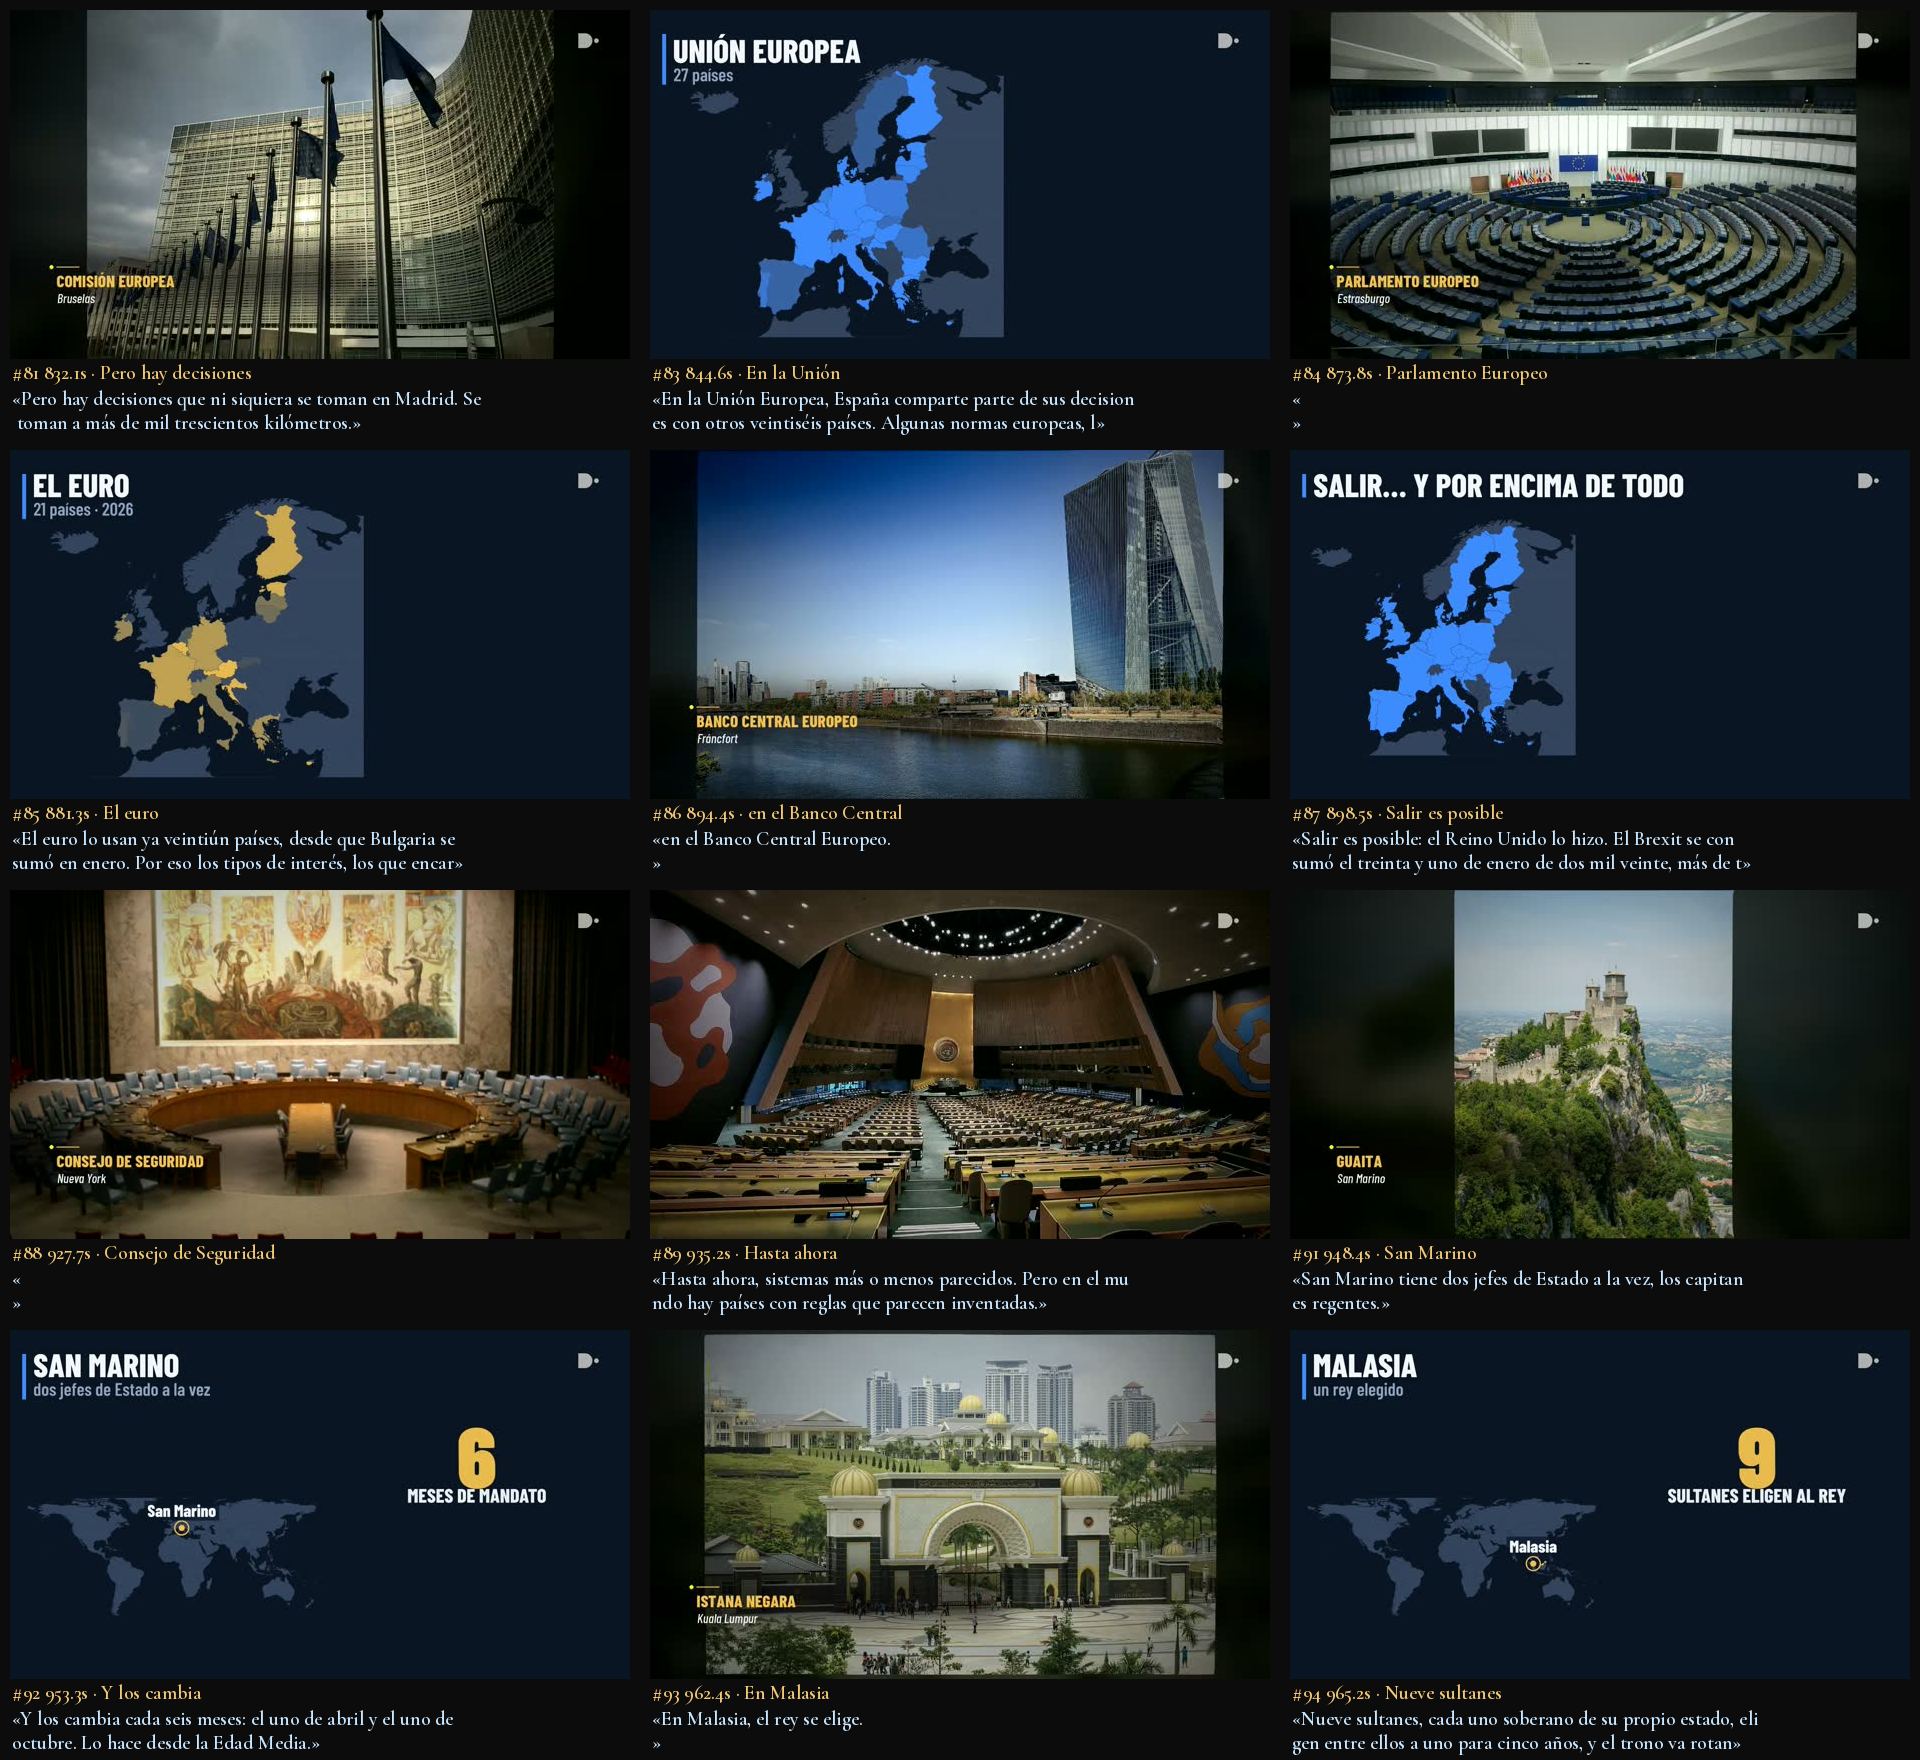 COMISIÓN EUROPEA
Bruselas
#81 832.1s · Pero hay decisiones
«Pero hay decisiones que ni siquiera se toman en Madrid. Se
toman a más de mil trescientos kilómetros.»
UNIÓN EUROPEA
27 países
#83 844.6s · En la Unión
«En la Unión Europea, España comparte parte de sus decision
es con otros veintiséis países. Algunas normas europeas, l»
PARLAMENTO EUROPEO
Estrasburgo
#84 873.8s · Parlamento Europeo
«
»
EL EURO
21 países · 2026
#85 881.3s · El euro
«El euro lo usan ya veintiún países, desde que Bulgaria se
sumó en enero. Por eso los tipos de interés, los que encar»
BANCO CENTRAL EUROPEO
Fráncfort
#86 894.4s · en el Banco Central
«en el Banco Central Europeo.
»
SALIR... Y POR ENCIMA DE TODO
#87 898.5s · Salir es posible
«Salir es posible: el Reino Unido lo hizo. El Brexit se con
sumó el treinta y uno de enero de dos mil veinte, más de t»
CONSEJO DE SEGURIDAD
Nueva York
#88 927.7s · Consejo de Seguridad
«
»
#89 935.2s · Hasta ahora
«Hasta ahora, sistemas más o menos parecidos. Pero en el mu
ndo hay países con reglas que parecen inventadas.»
GUAITA
San Marino
#91 948.4s · San Marino
«San Marino tiene dos jefes de Estado a la vez, los capitan
es regentes.»
SAN MARINO
dos jefes de Estado a la vez
6
MESES DE MANDATO
San Marino
#92 953.3s · Y los cambia
«Y los cambia cada seis meses: el uno de abril y el uno de
octubre. Lo hace desde la Edad Media.»
ISTANA NEGARA
Kuala Lumpur
#93 962.4s · En Malasia
«En Malasia, el rey se elige.
»
MALASIA
un rey elegido
9
SULTANES ELIGEN AL REY
Malasia
#94 965.2s · Nueve sultanes
«Nueve sultanes, cada uno soberano de su propio estado, eli
gen entre ellos a uno para cinco años, y el trono va rotan»